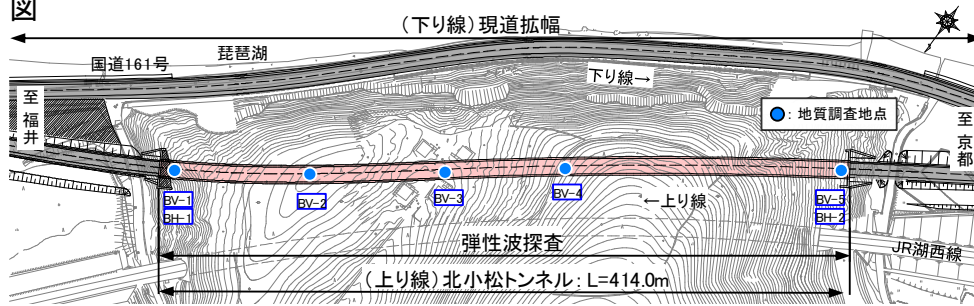 図
(下り線)現道拡幅
国道161号
琵琶湖
下り線→
●: 地質調査地点
至福井
至京都
BV-1
BH-1
BV-2
BV-3
BV-4
BV-5
BH-2
←上り線
弾性波探査
JR湖西線
(上り線)北小松トンネル: L=414.0m